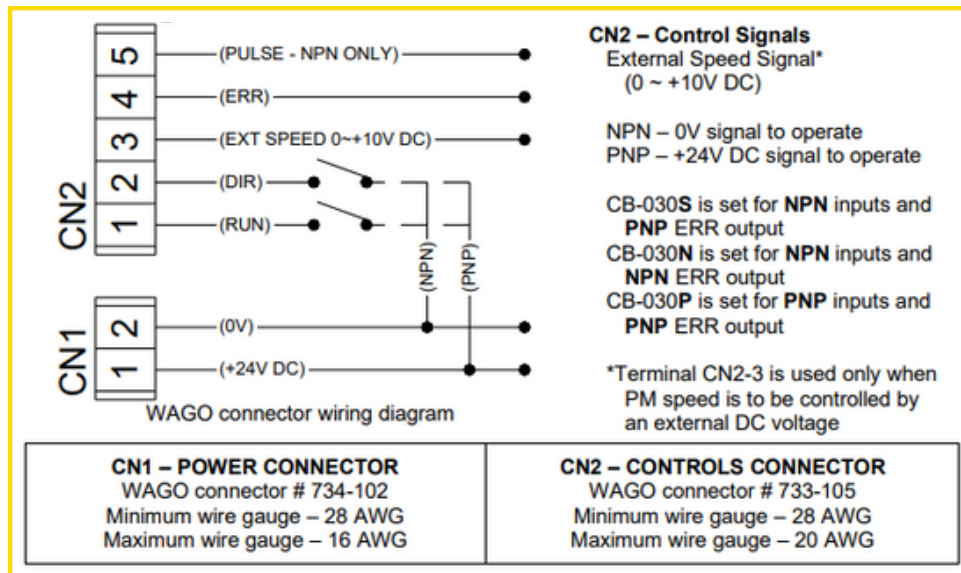 CN2
5
(PULSE - NPN ONLY)
4
(ERR)
3
(EXT SPEED 0~+10V DC)
2
(DIR)
1
(RUN)
(NPN)
(PNP)
CN1
2
(0V)
1
(+24V DC)
WAGO connector wiring diagram
CN2 – Control Signals
External Speed Signal*
(0 ~ +10V DC)
NPN – 0V signal to operate
PNP – +24V DC signal to operate
CB-030S is set for NPN inputs and
PNP ERR output
CB-030N is set for NPN inputs and
NPN ERR output
CB-030P is set for PNP inputs and
PNP ERR output
*Terminal CN2-3 is used only when
PM speed is to be controlled by
an external DC voltage
CN1 – POWER CONNECTOR
WAGO connector # 734-102
Minimum wire gauge – 28 AWG
Maximum wire gauge – 16 AWG
CN2 – CONTROLS CONNECTOR
WAGO connector # 733-105
Minimum wire gauge – 28 AWG
Maximum wire gauge – 20 AWG